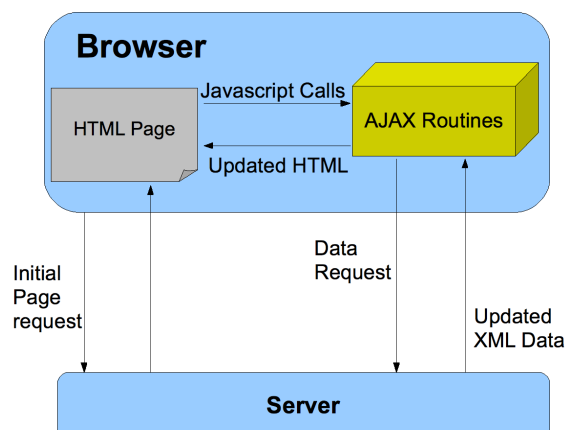 Browser
Javascript Calls
HTML Page
AJAX Routines
Updated HTML
Initial
Page
request
Data
Request
Updated
XML Data
Server